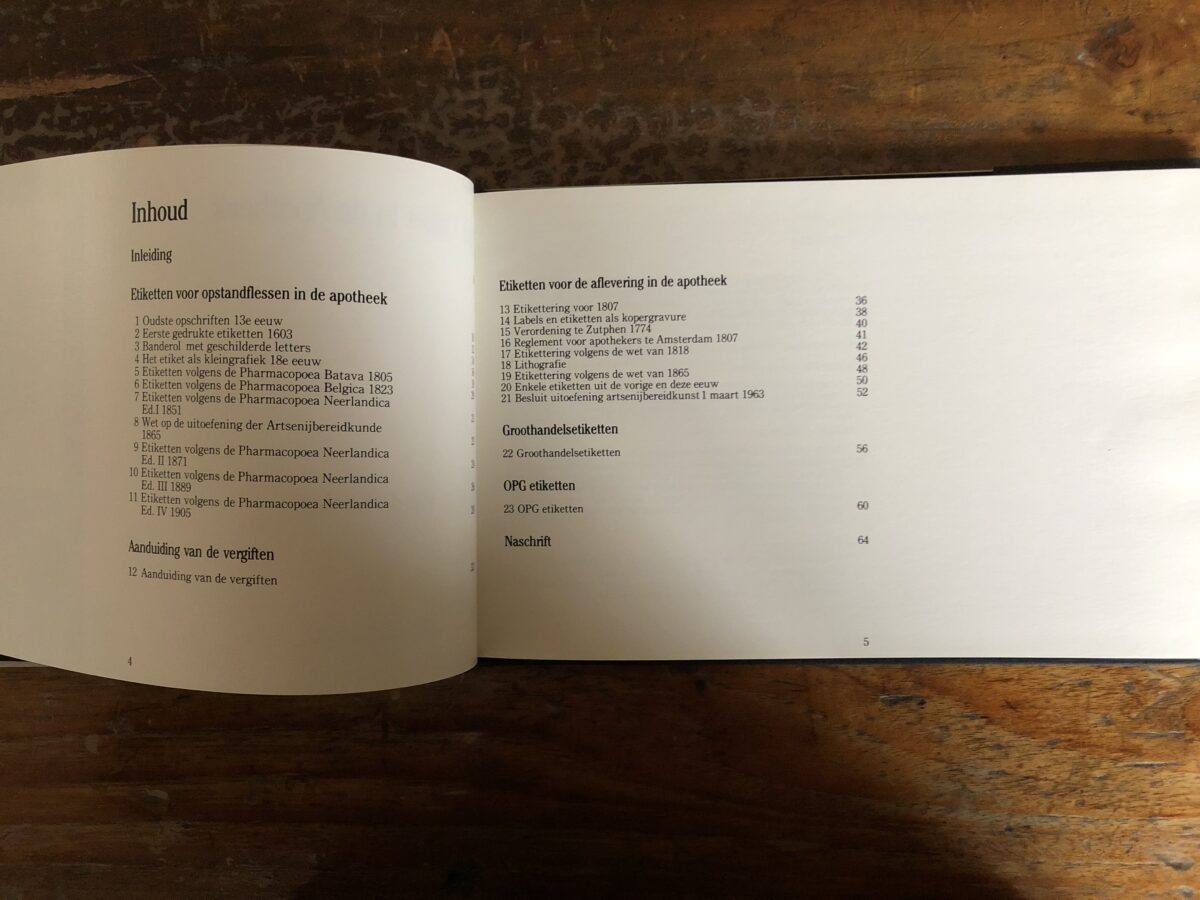 Inhoud
Inleiding
Etiketten voor opstandflessen in de apotheek
1 Oudste opschriften 13e eeuw
2 Eerste gedrukte etiketten 1603
3 Banderol met geschilderde letters
4 Het etiket als kleingrafiek 18e eeuw
5 Etiketten volgens de Pharmacopoea Batava 1805
6 Etiketten volgens de Pharmacopoea Belgica 1823
7 Etiketten volgens de Pharmacopoea Neerlandica
Ed.I 1851
8 Wet op de uitoefening der Artsenijbereidkunde
1865
9 Etiketten volgens de Pharmacopoea Neerlandica
Ed. II 1871
10 Etiketten volgens de Pharmacopoea Neerlandica
Ed. III 1889
11 Etiketten volgens de Pharmacopoea Neerlandica
Ed. IV 1905
Aanduiding van de vergiften
12 Aanduiding van de vergiften
4
Etiketten voor de aflevering in de apotheek
13 Etikettering voor 1807 36
14 Labels en etiketten als kopergravure 38
15 Verordening te Zutphen 1774 40
16 Reglement voor apothekers te Amsterdam 1807 41
17 Etikettering volgens de wet van 1818 42
18 Lithografie 46
19 Etikettering volgens de wet van 1865 48
20 Enkele etiketten uit de vorige en deze eeuw 50
21 Besluit uitoefening artsenijbereidkunst 1 maart 1963 52
Groothandelsetiketten
22 Groothandelsetiketten 56
OPG etiketten
23 OPG etiketten 60
Naschrift 64
5